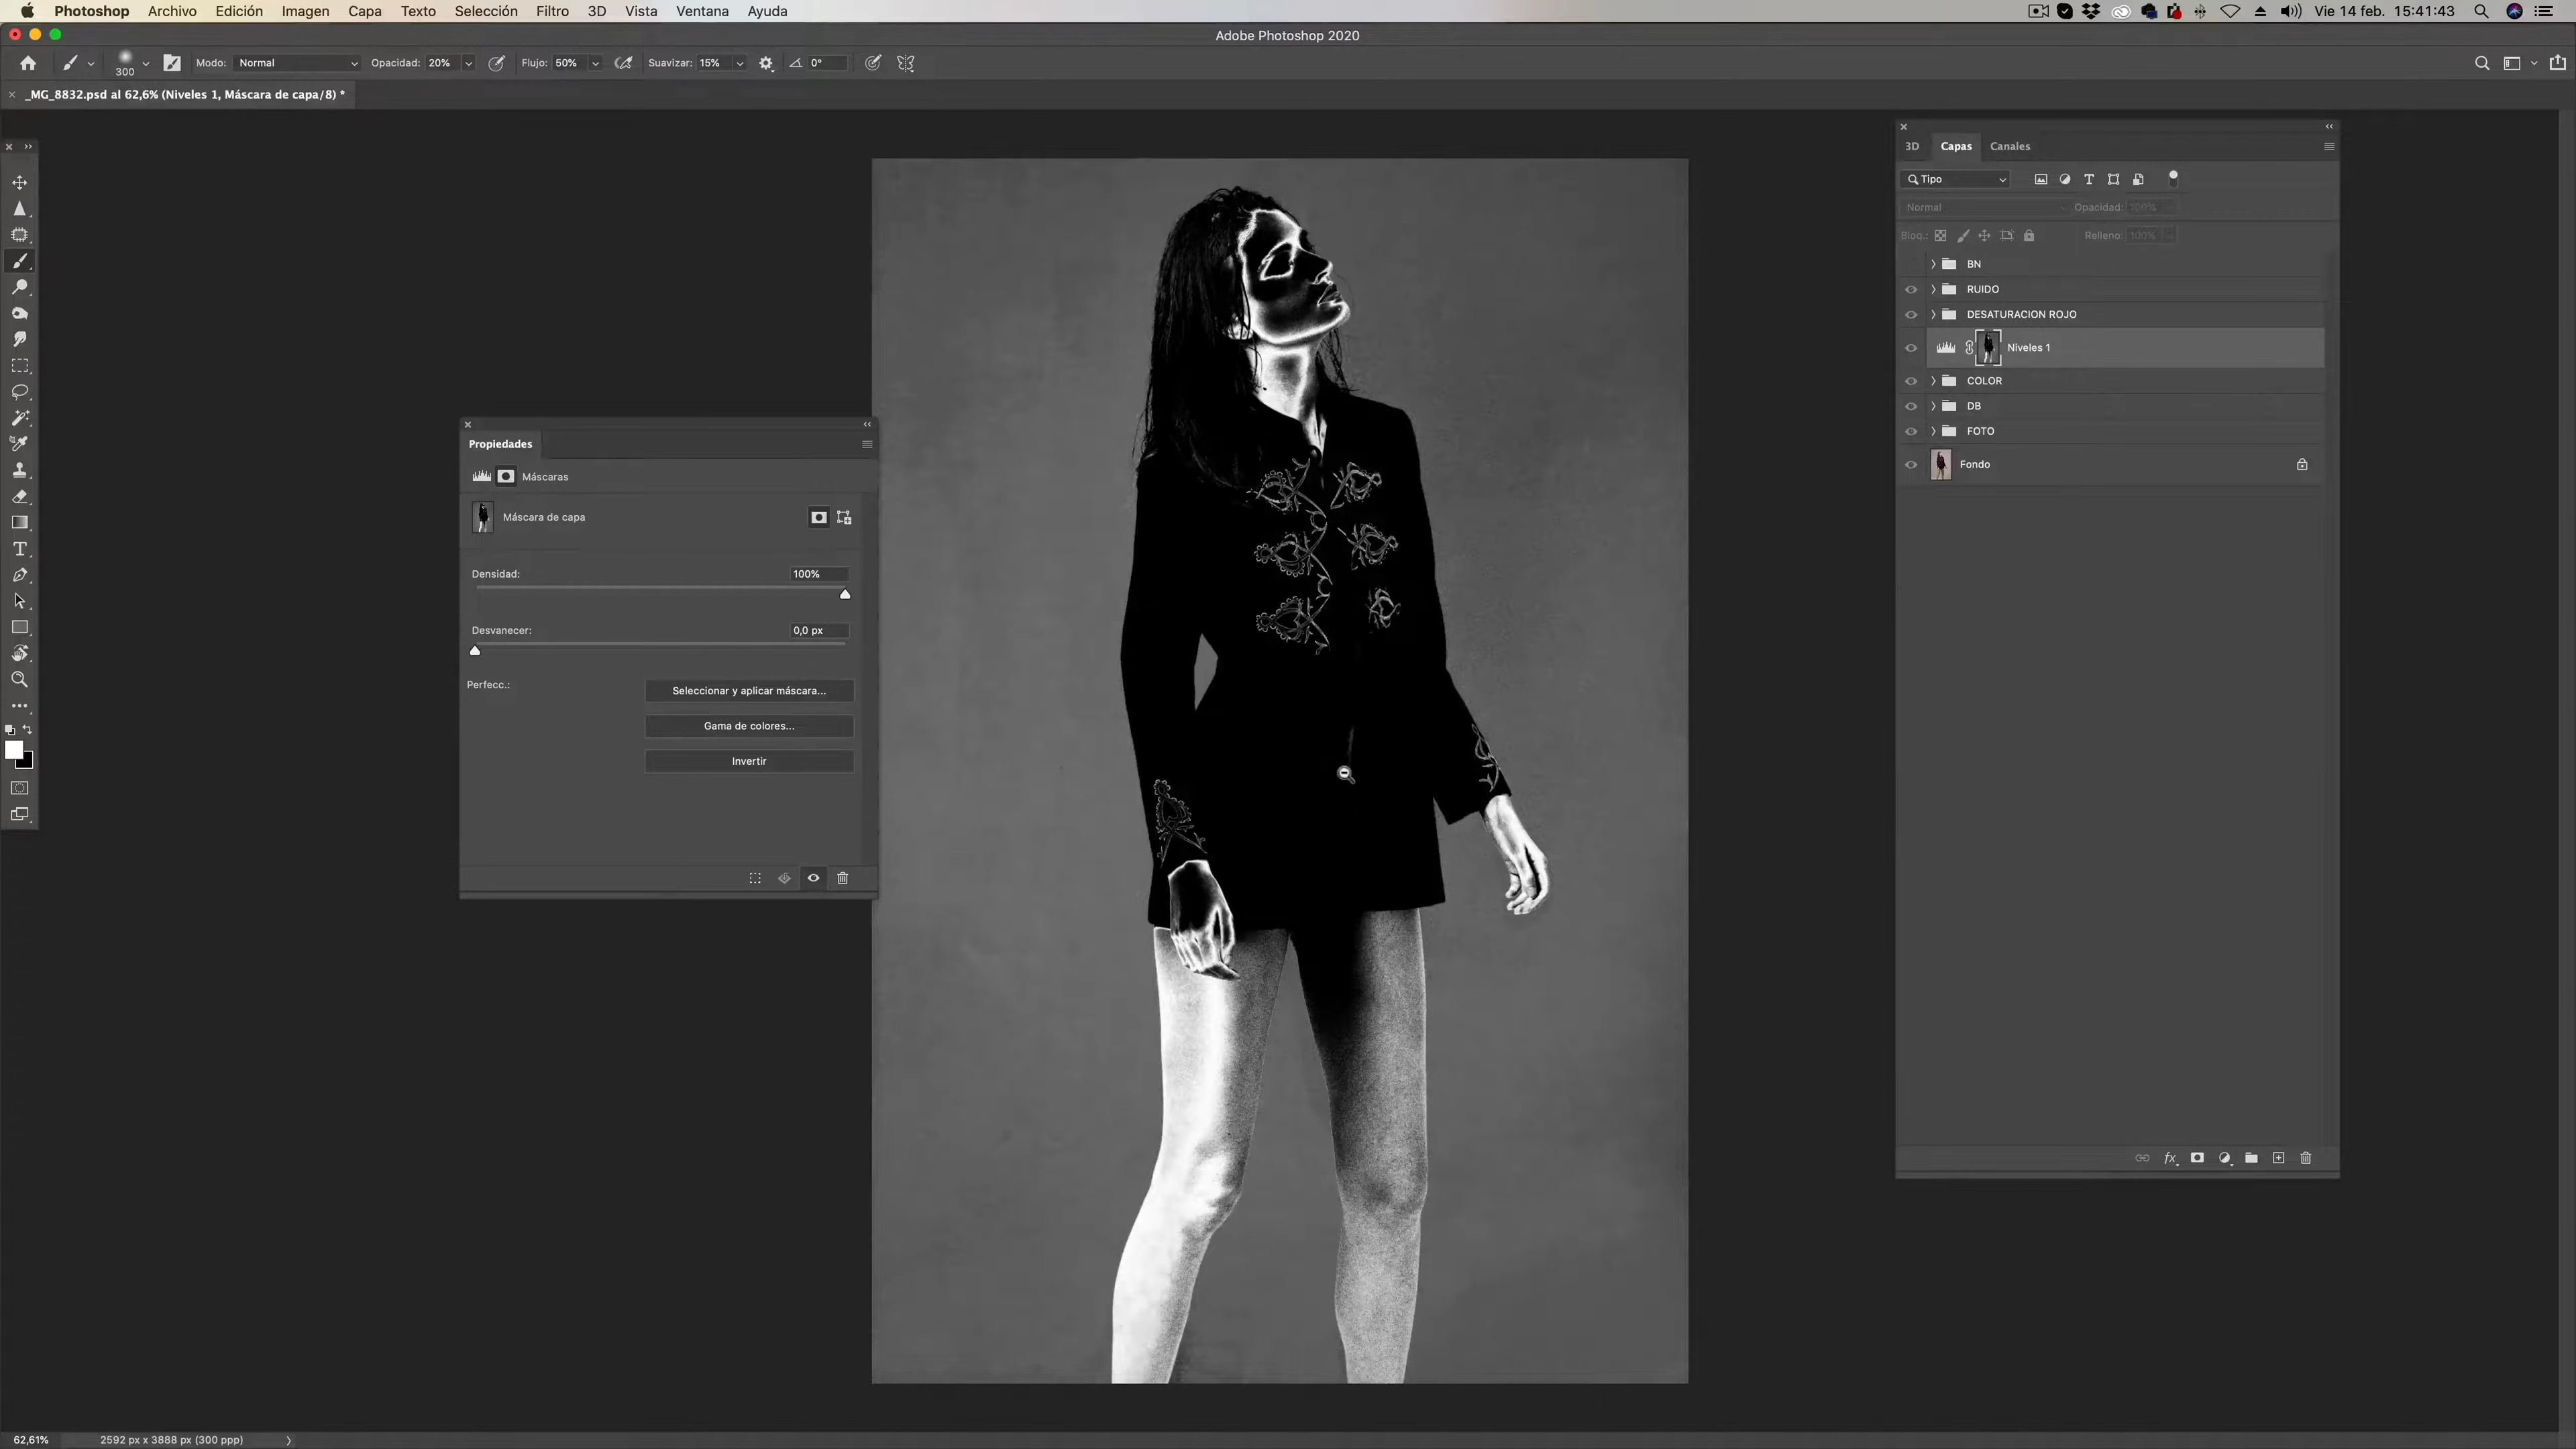 Photoshop Archivo Edición Imagen Capa Texto Selección Filtro 3D Vista Ventana Ayuda Vie 14 feb. 15:41:43
Adobe Photoshop 2020
300 Modo: Normal Opacidad: 20% Flujo: 50% Suavizar: 15% 0°
_MG_8832.psd al 62,6% (Niveles 1, Máscara de capa/8) *
Propiedades
Máscaras
Máscara de capa
Densidad: 100%
Desvanecer: 0,0 px
Perfecc.: Seleccionar y aplicar máscara...
Gama de colores...
Invertir
3D Capas Canales
Tipo
Normal Opacidad: 100%
Bloq.: Relleno: 100%
BN
RUIDO
DESATURACION ROJO
Niveles 1
COLOR
DB
FOTO
Fondo
fx
62,61% 2592 px x 3888 px (300 ppp)